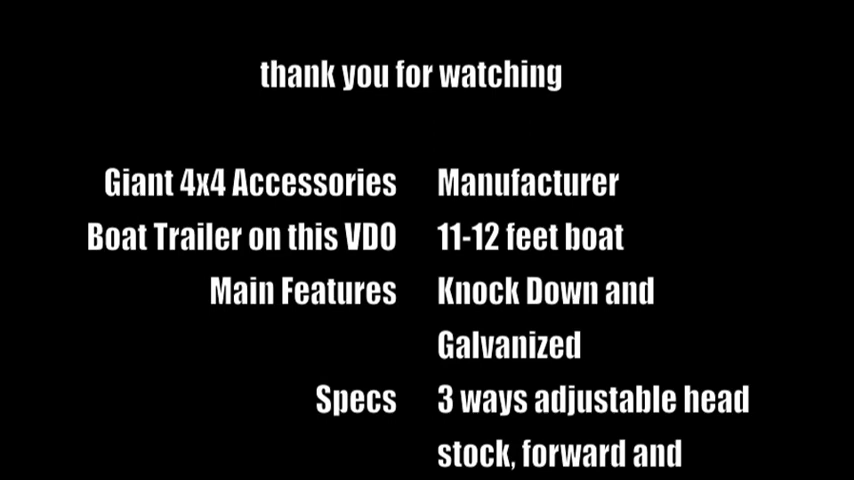 thank you for watching
Giant 4x4 Accessories Manufacturer
Boat Trailer on this VDO 11-12 feet boat
Main Features Knock Down and
Galvanized
Specs 3 ways adjustable head
stock, forward and